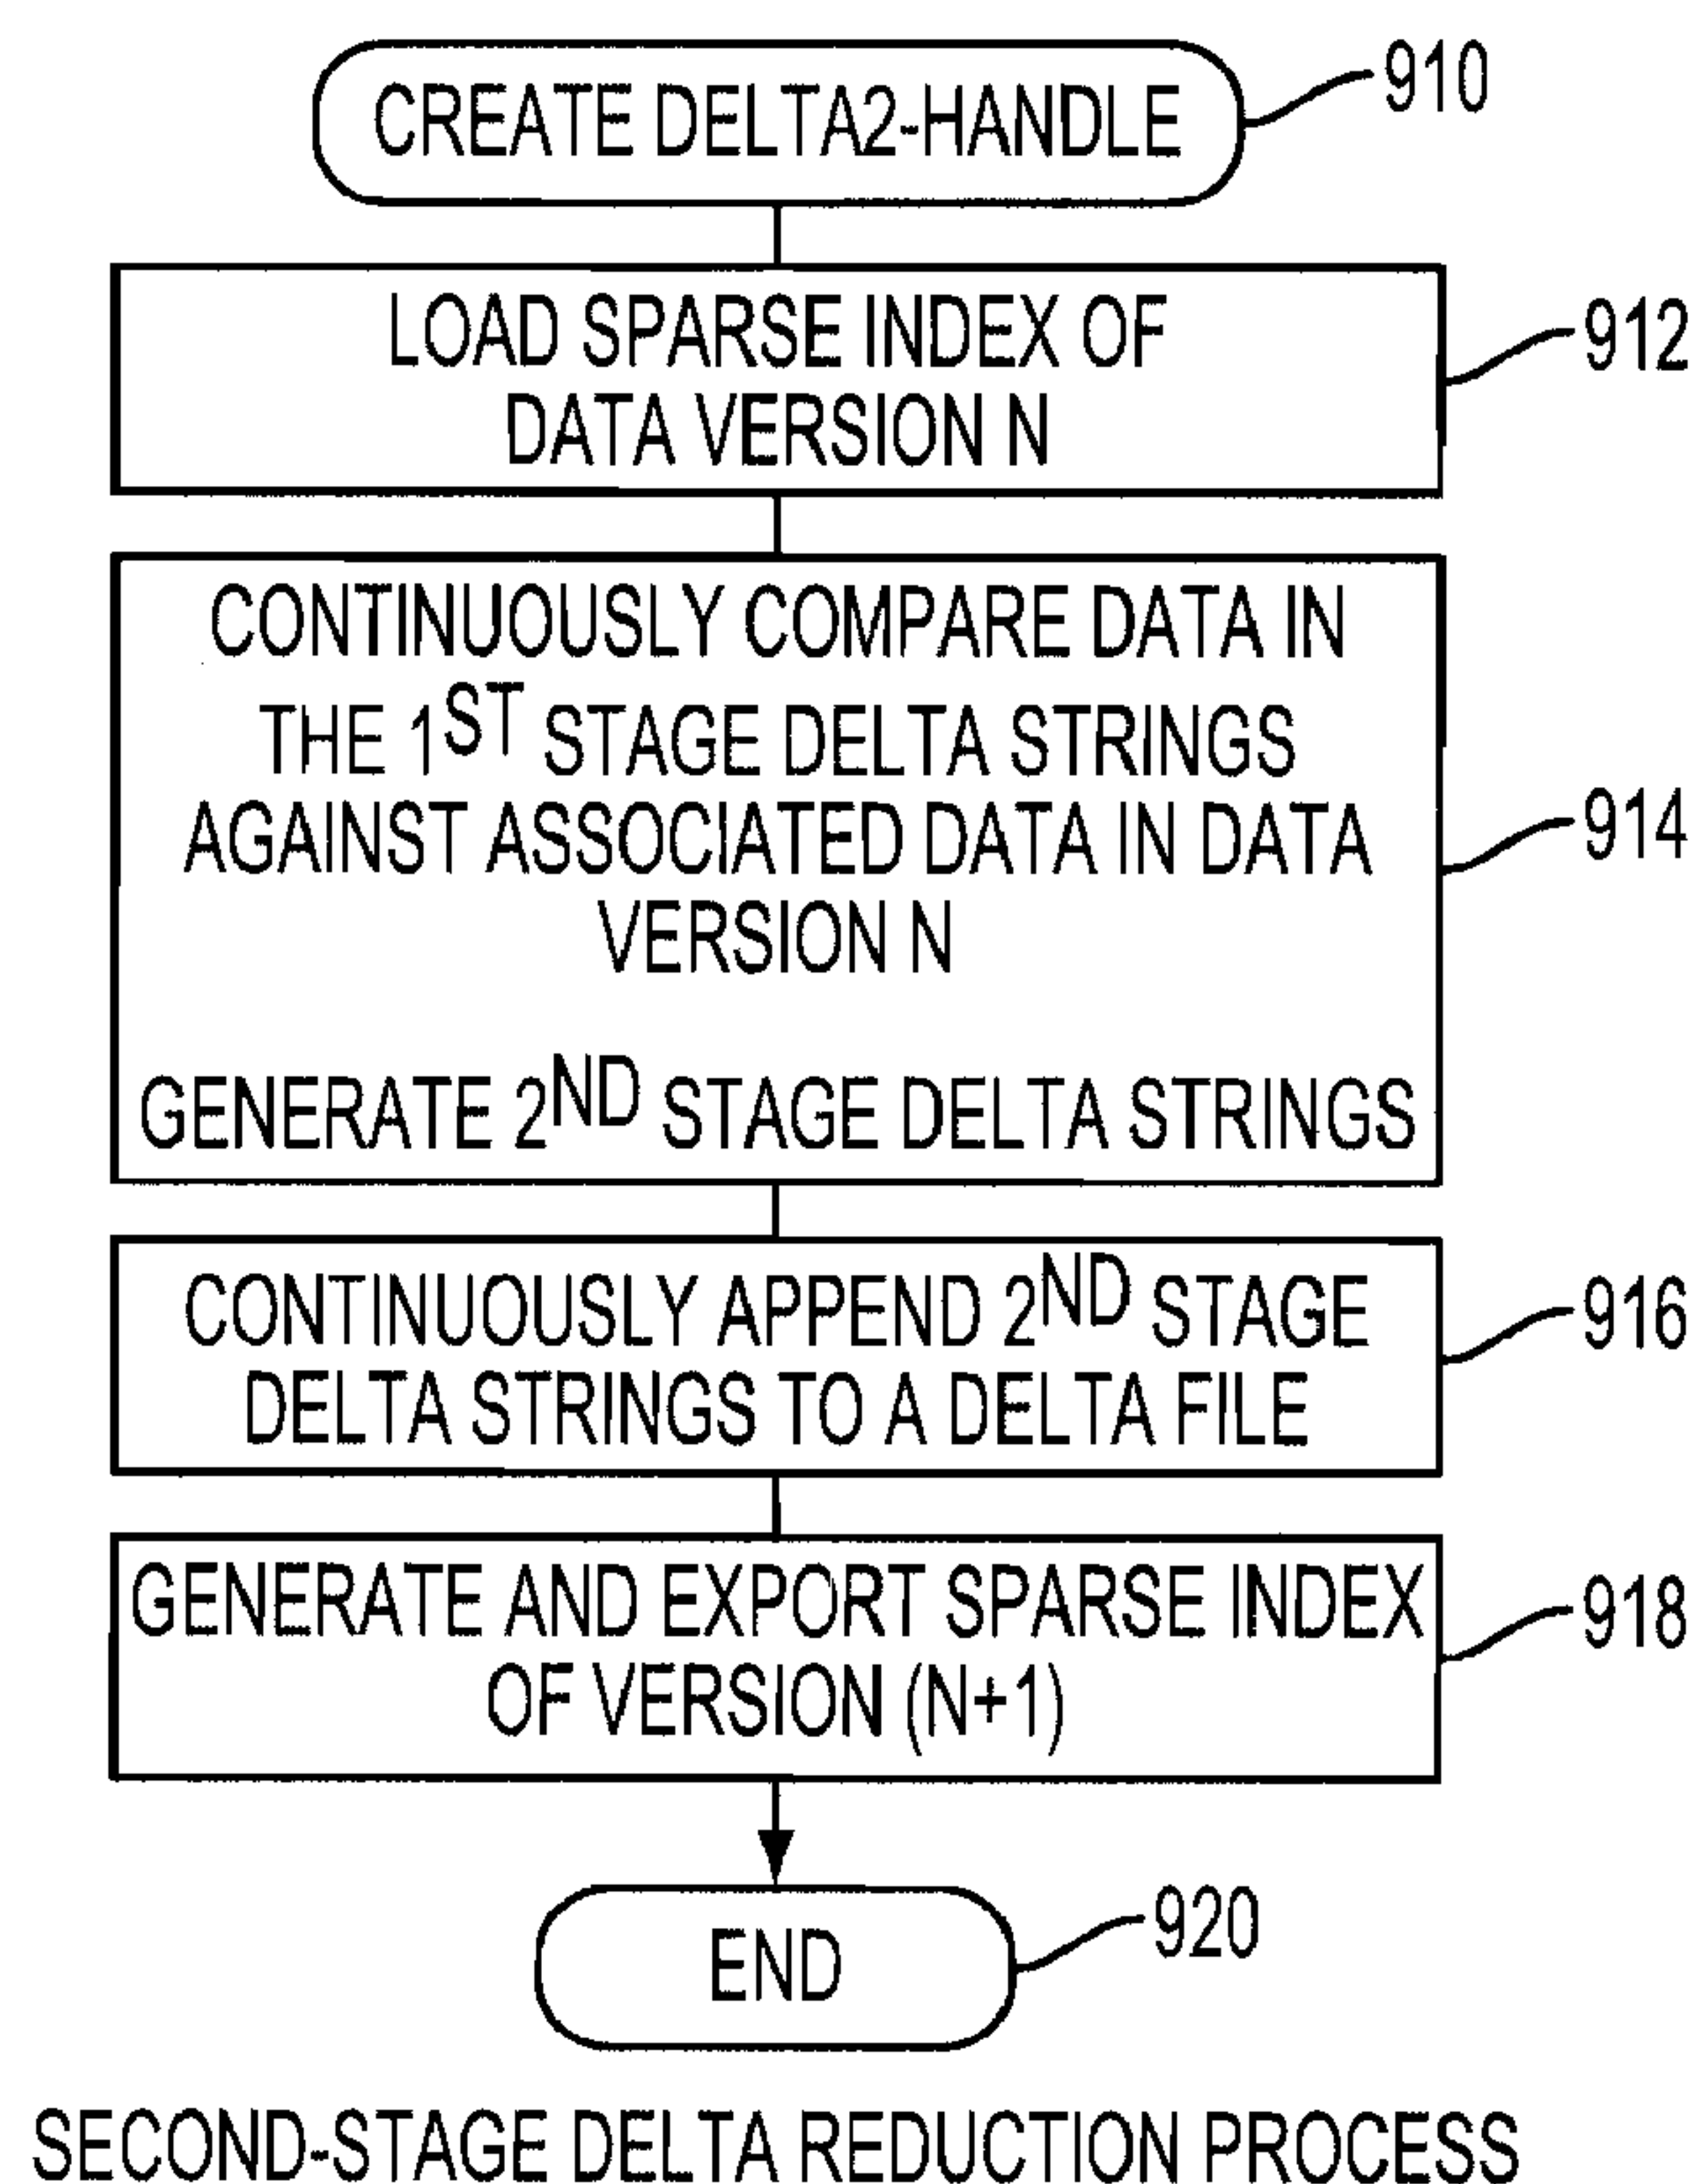 CREATE DELTA2-HANDLE
910
LOAD SPARSE INDEX OF
DATA VERSION N
912
CONTINUOUSLY COMPARE DATA IN
THE 1ST STAGE DELTA STRINGS
AGAINST ASSOCIATED DATA IN DATA
VERSION N
GENERATE 2ND STAGE DELTA STRINGS
914
CONTINUOUSLY APPEND 2ND STAGE
DELTA STRINGS TO A DELTA FILE
916
GENERATE AND EXPORT SPARSE INDEX
OF VERSION (N+1)
918
END
920
SECOND-STAGE DELTA REDUCTION PROCESS